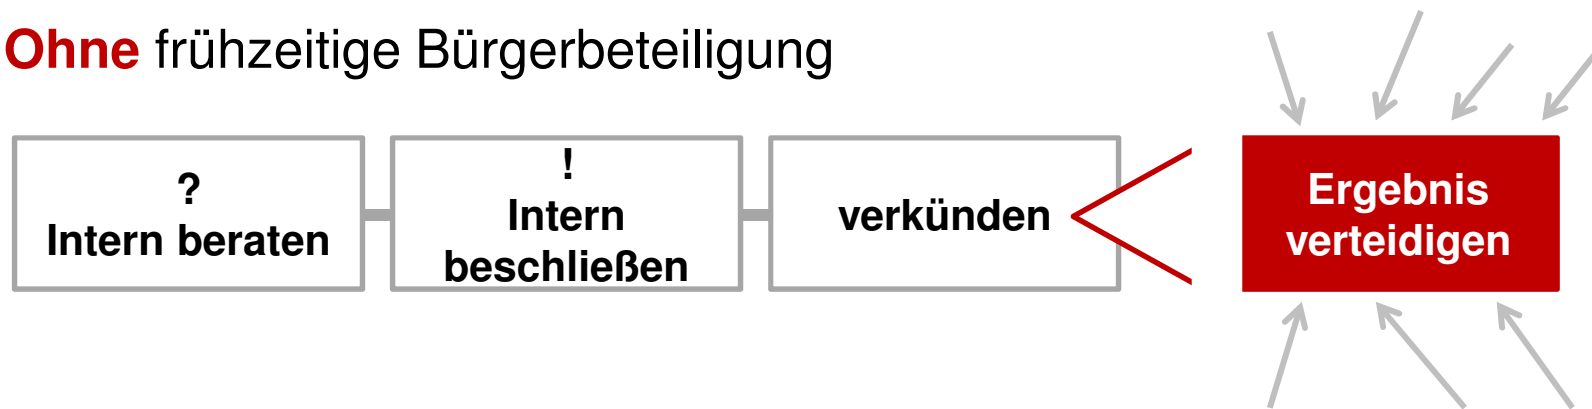 Ohne frühzeitige Bürgerbeteiligung
?
Intern beraten
!
Intern
beschließen
verkünden
Ergebnis
verteidigen